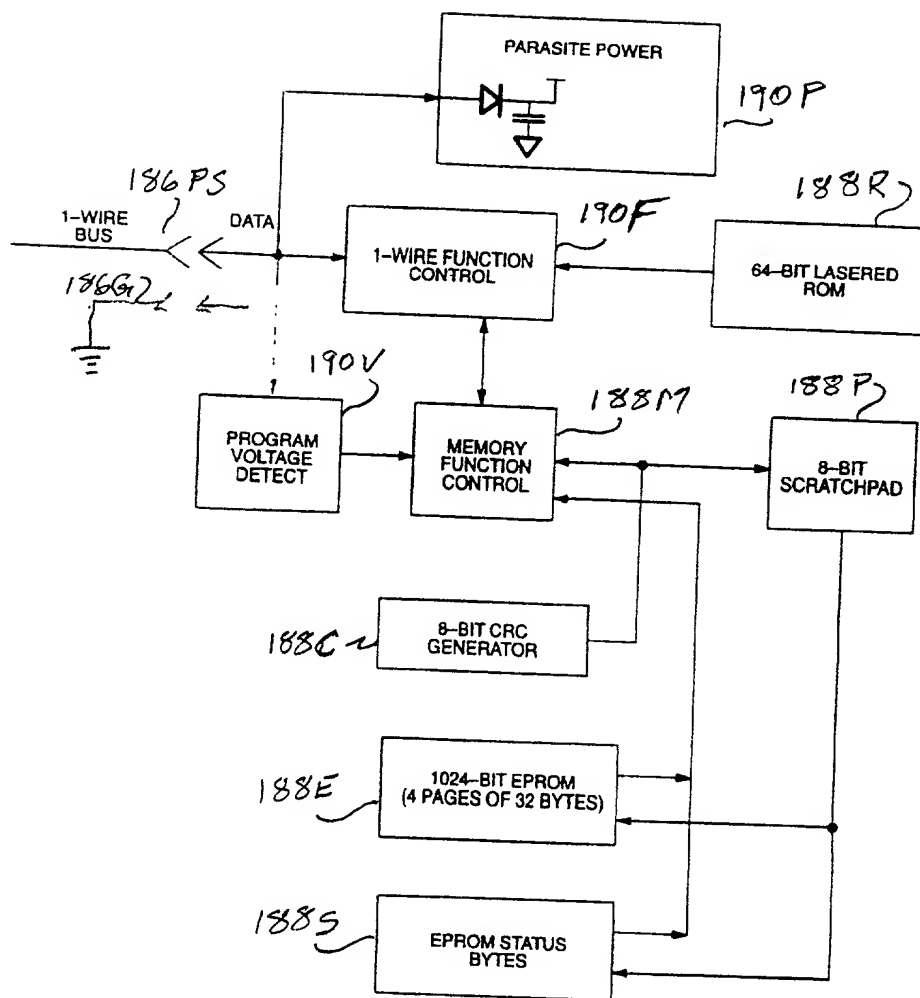 PARASITE POWER
190P
186PS
188R
1-WIRE
BUS
DATA
190F
1-WIRE FUNCTION
CONTROL
64-BIT LASERED
ROM
186G2
190V
188M
188P
PROGRAM
VOLTAGE
DETECT
MEMORY
FUNCTION
CONTROL
8-BIT
SCRATCHPAD
188C
8-BIT CRC
GENERATOR
188E
1024-BIT EPROM
(4 PAGES OF 32 BYTES)
188S
EPROM STATUS
BYTES